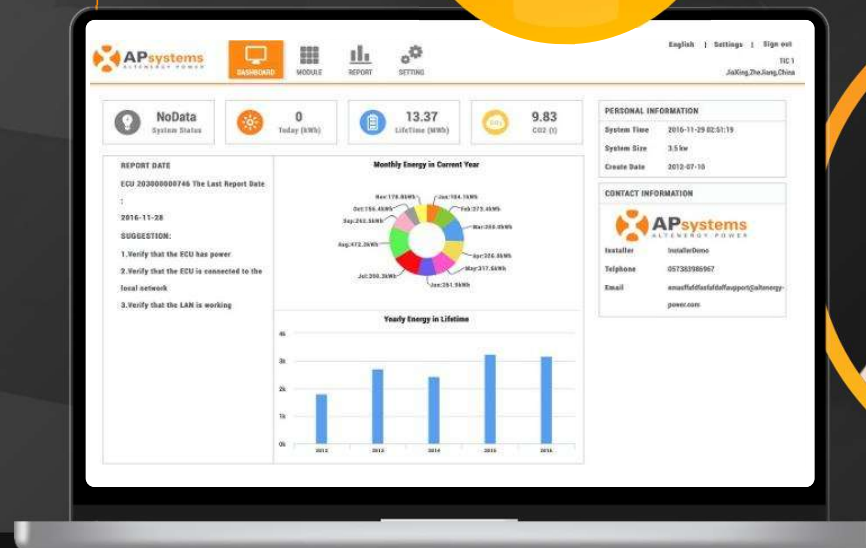 APsystems
ALTENERGY POWER
DASHBOARD
MODULE
REPORT
SETTING
English | Settings | Sign out
TIC 1
JiaXing,ZheJiang,China
NoData
System Status
0
Today (kWh)
13.37
LifeTime (MWh)
9.83
CO2 (t)
REPORT DATE
ECU 203000000746 The Last Report Date
:
2016-11-28
SUGGESTION:
1.Verify that the ECU has power
2.Verify that the ECU is connected to the
local network
3.Verify that the LAN is working
Monthly Energy in Current Year
Yearly Energy in Lifetime
4k
3k
2k
1k
0k
2012
2013
2014
2015
2016
PERSONAL INFORMATION
System Time 2016-11-29 02:51:19
System Size 3.5 kw
Create Date 2012-07-10
CONTACT INFORMATION
APsystems
ALTENERGY POWER
Installer InstallerDemo
Telphone 057383986967
Email
power.com